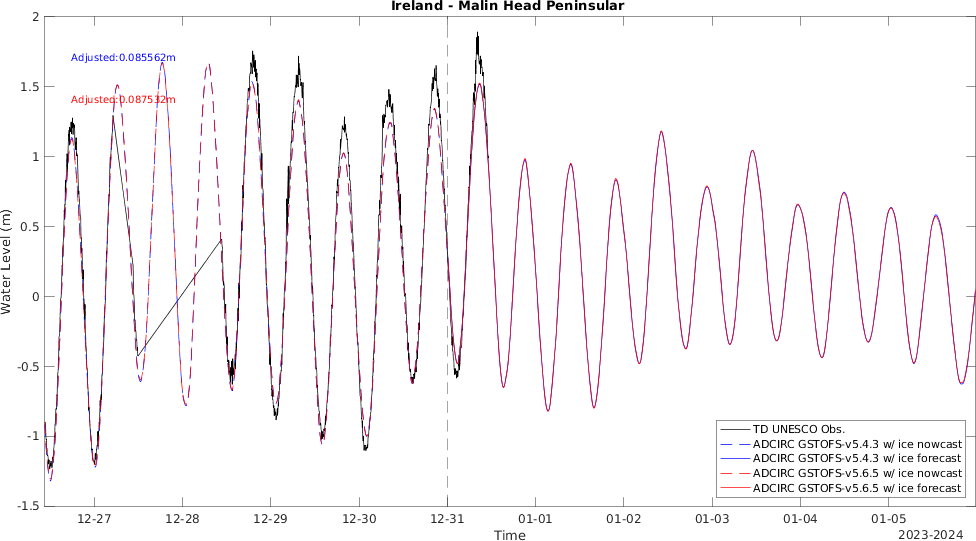 Ireland - Malin Head Peninsular
2
1.5
1
0.5
0
-0.5
-1
-1.5
Water Level (m)
Adjusted:0.085562m
Adjusted:0.087532m
TD UNESCO Obs.
ADCIRC GSTOFS-v5.4.3 w/ ice nowcast
ADCIRC GSTOFS-v5.4.3 w/ ice forecast
ADCIRC GSTOFS-v5.6.5 w/ ice nowcast
ADCIRC GSTOFS-v5.6.5 w/ ice forecast
12-27 12-28 12-29 12-30 12-31 01-01 01-02 01-03 01-04 01-05
Time
2023-2024